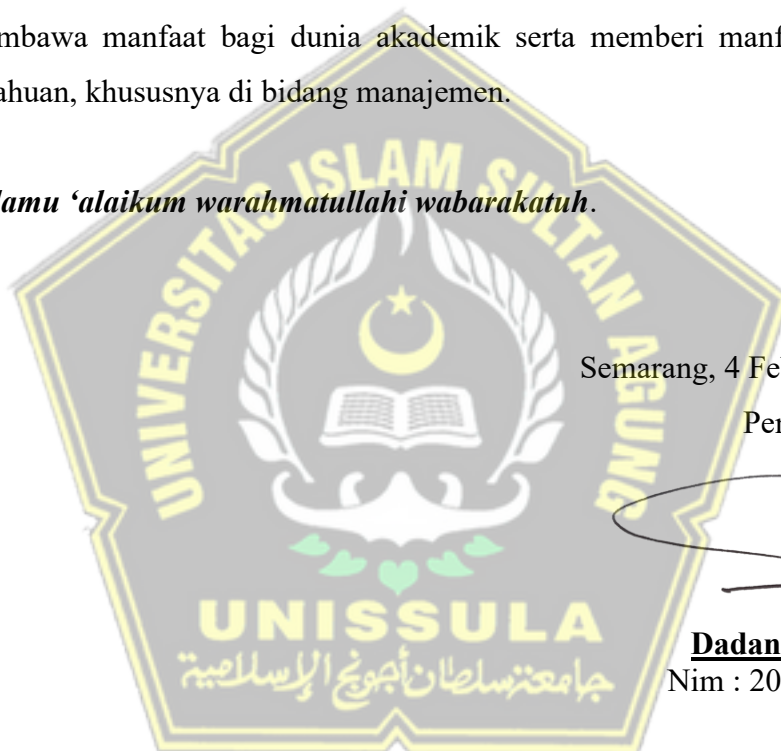 mbawa manfaat bagi dunia akademik serta memberi manf
ahuan, khususnya di bidang manajemen.
lamu ‘alaikum warahmatullahi wabarakatuh.
UNIVERSITAS ISLAM SULTAN AGUNG
Semarang, 4 Fe
Pe
UNISSULA
جامعة سلطان أجونج الإسلامية
Dadan
Nim : 20